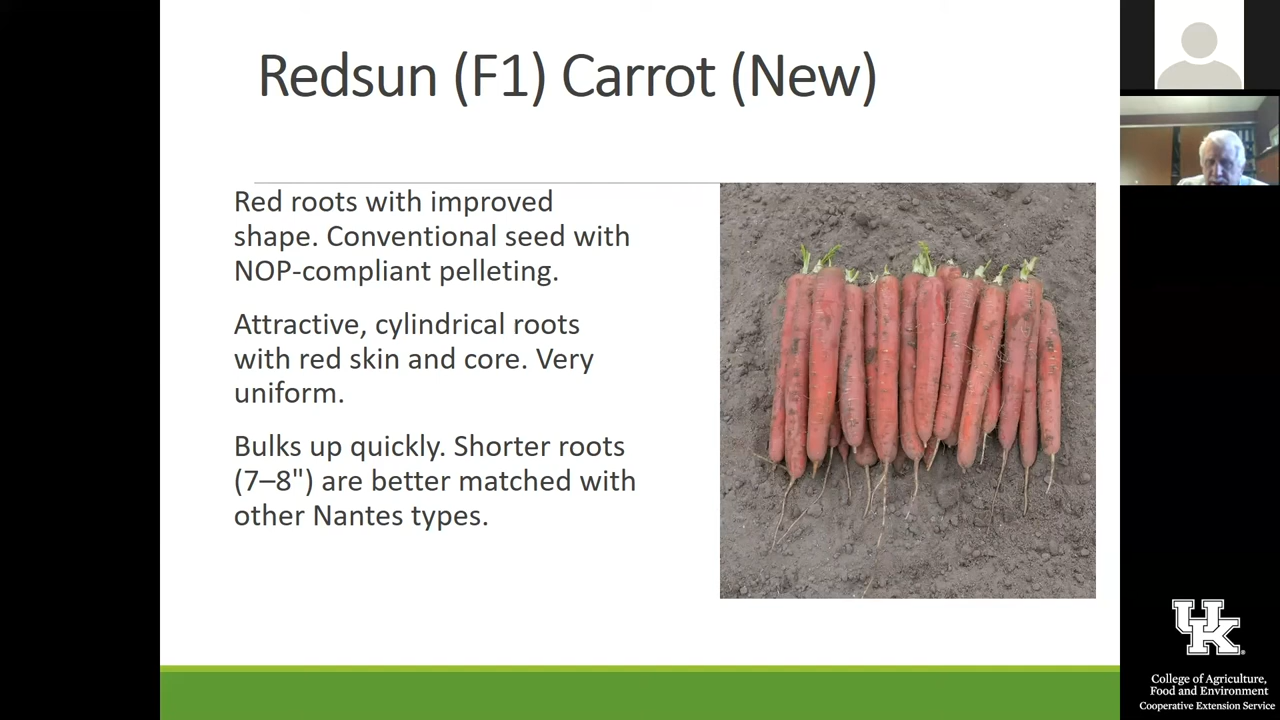 Redsun (F1) Carrot (New)
Red roots with improved
shape. Conventional seed with
NOP-compliant pelleting.
Attractive, cylindrical roots
with red skin and core. Very
uniform.
Bulks up quickly. Shorter roots
(7–8") are better matched with
other Nantes types.
UK
College of Agriculture,
Food and Environment
Cooperative Extension Service